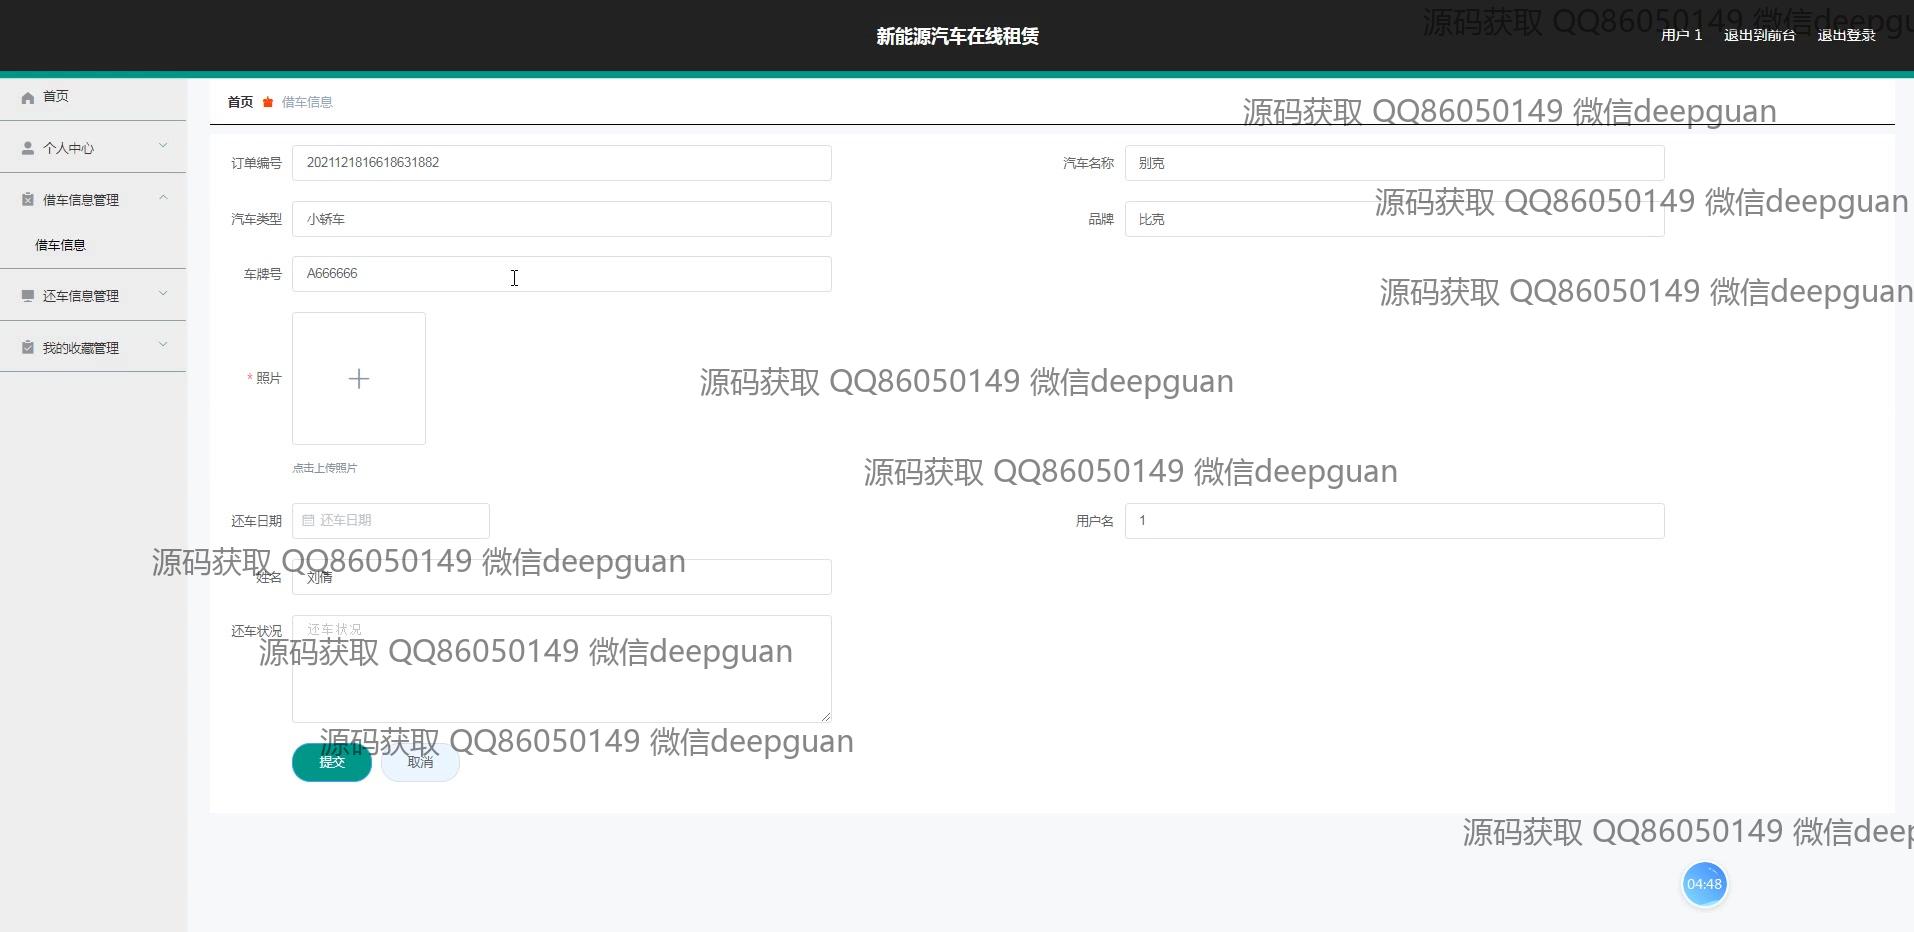 新能源汽车在线租赁
源码获取 QQ86050149 微信deepgu
用户 1 退出到前台 退出登录
首页
个人中心
借车信息管理
借车信息
还车信息管理
我的收藏管理
首页 借车信息
源码获取 QQ86050149 微信deepguan
订单编号 2021121816618631882 汽车名称 别克
源码获取 QQ86050149 微信deepguan
汽车类型 小轿车 品牌 比克
车牌号 A666666
源码获取 QQ86050149 微信deepguan
* 照片
源码获取 QQ86050149 微信deepguan
点击上传照片
源码获取 QQ86050149 微信deepguan
还车日期 还车日期 用户名 1
源码获取 QQ86050149 微信deepguan
姓名 刘倩
还车状况 还车状况
源码获取 QQ86050149 微信deepguan
源码获取 QQ86050149 微信deepguan
提交 取消
源码获取 QQ86050149 微信deep
04:48